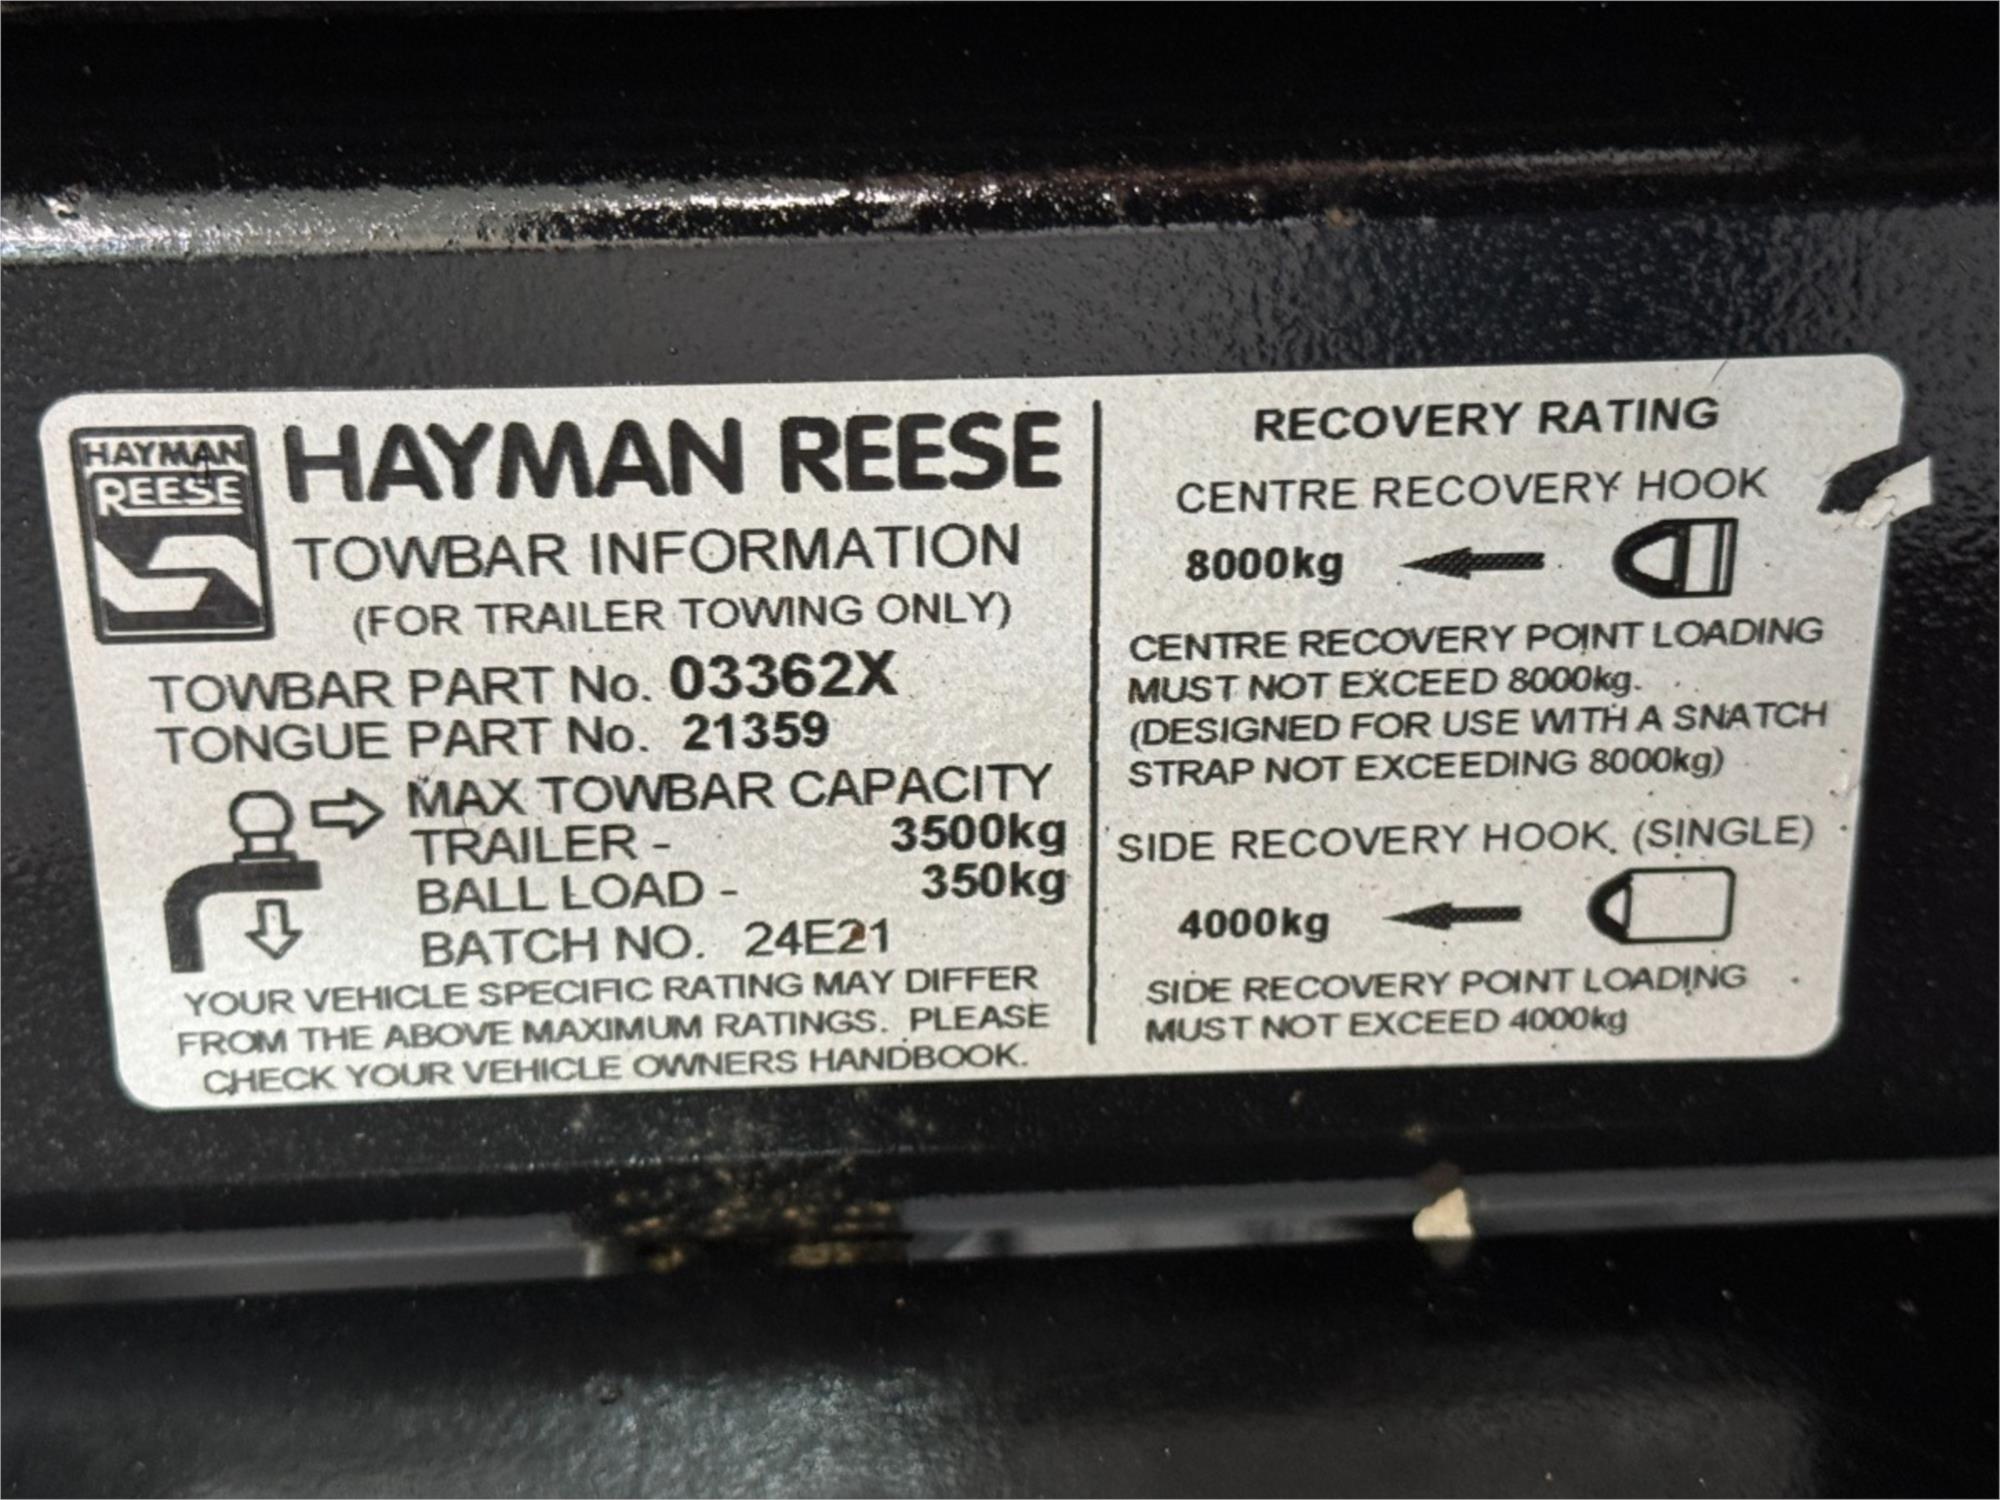 HAYMAN
REESE
HAYMAN REESE
TOWBAR INFORMATION
(FOR TRAILER TOWING ONLY)
TOWBAR PART No. 03362X
TONGUE PART No. 21359
MAX TOWBAR CAPACITY
TRAILER - 3500kg
BALL LOAD - 350kg
BATCH NO. 24E21
YOUR VEHICLE SPECIFIC RATING MAY DIFFER
FROM THE ABOVE MAXIMUM RATINGS. PLEASE
CHECK YOUR VEHICLE OWNERS HANDBOOK.
RECOVERY RATING
CENTRE RECOVERY HOOK
8000kg
CENTRE RECOVERY POINT LOADING
MUST NOT EXCEED 8000kg.
(DESIGNED FOR USE WITH A SNATCH
STRAP NOT EXCEEDING 8000kg)
SIDE RECOVERY HOOK. (SINGLE)
4000kg
SIDE RECOVERY POINT LOADING
MUST NOT EXCEED 4000kg